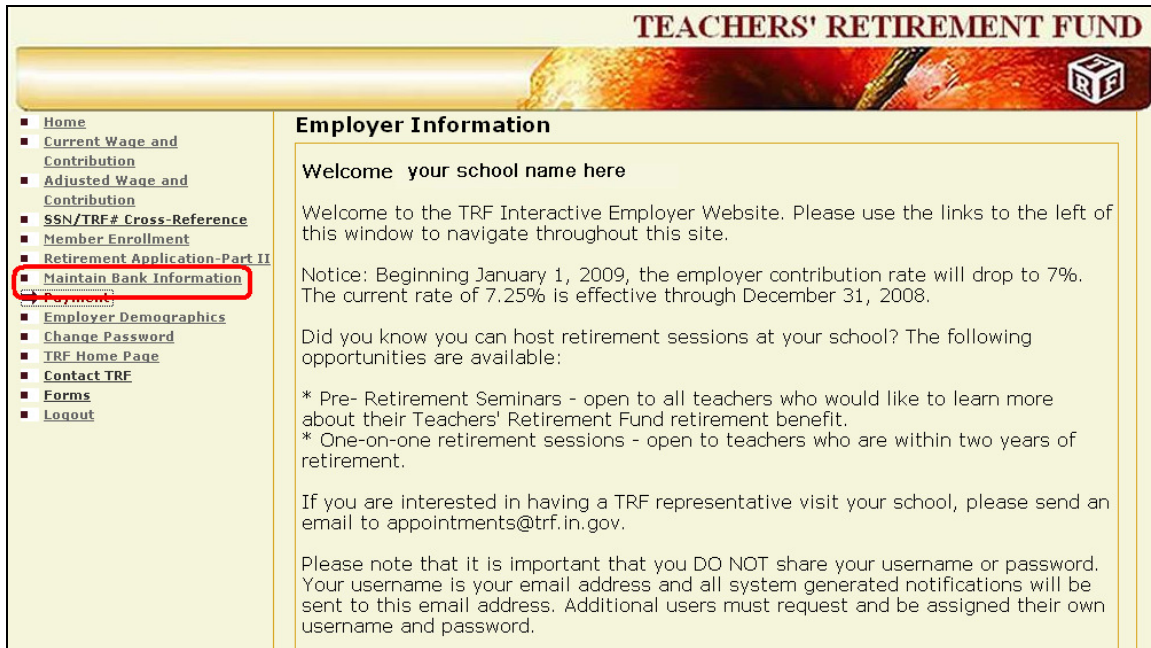 TEACHERS' RETIREMENT FUND
TRF
Home
Current Wage and
Contribution
Adjusted Wage and
Contribution
SSN/TRF# Cross-Reference
Member Enrollment
Retirement Application-Part II
Maintain Bank Information
Payment
Employer Demographics
Change Password
TRF Home Page
Contact TRF
Forms
Logout
Employer Information
Welcome your school name here
Welcome to the TRF Interactive Employer Website. Please use the links to the left of
this window to navigate throughout this site.
Notice: Beginning January 1, 2009, the employer contribution rate will drop to 7%.
The current rate of 7.25% is effective through December 31, 2008.
Did you know you can host retirement sessions at your school? The following
opportunities are available:
* Pre- Retirement Seminars - open to all teachers who would like to learn more
about their Teachers' Retirement Fund retirement benefit.
* One-on-one retirement sessions - open to teachers who are within two years of
retirement.
If you are interested in having a TRF representative visit your school, please send an
email to appointments@trf.in.gov.
Please note that it is important that you DO NOT share your username or password.
Your username is your email address and all system generated notifications will be
sent to this email address. Additional users must request and be assigned their own
username and password.